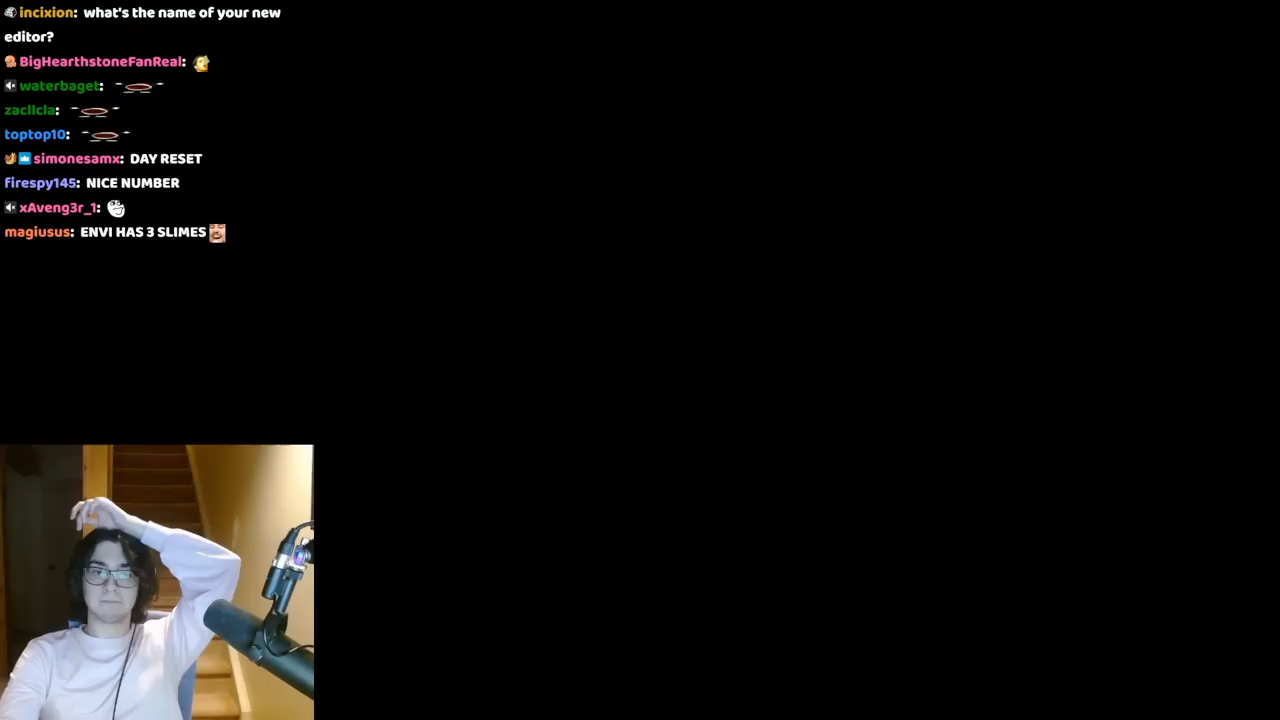 incixion: what's the name of your new
editor?
BigHearthstoneFanReal:
waterbaget:
zacllcla:
toptop10:
simonesamx: DAY RESET
firespy145: NICE NUMBER
xAveng3r_1:
magiusus: ENVI HAS 3 SLIMES